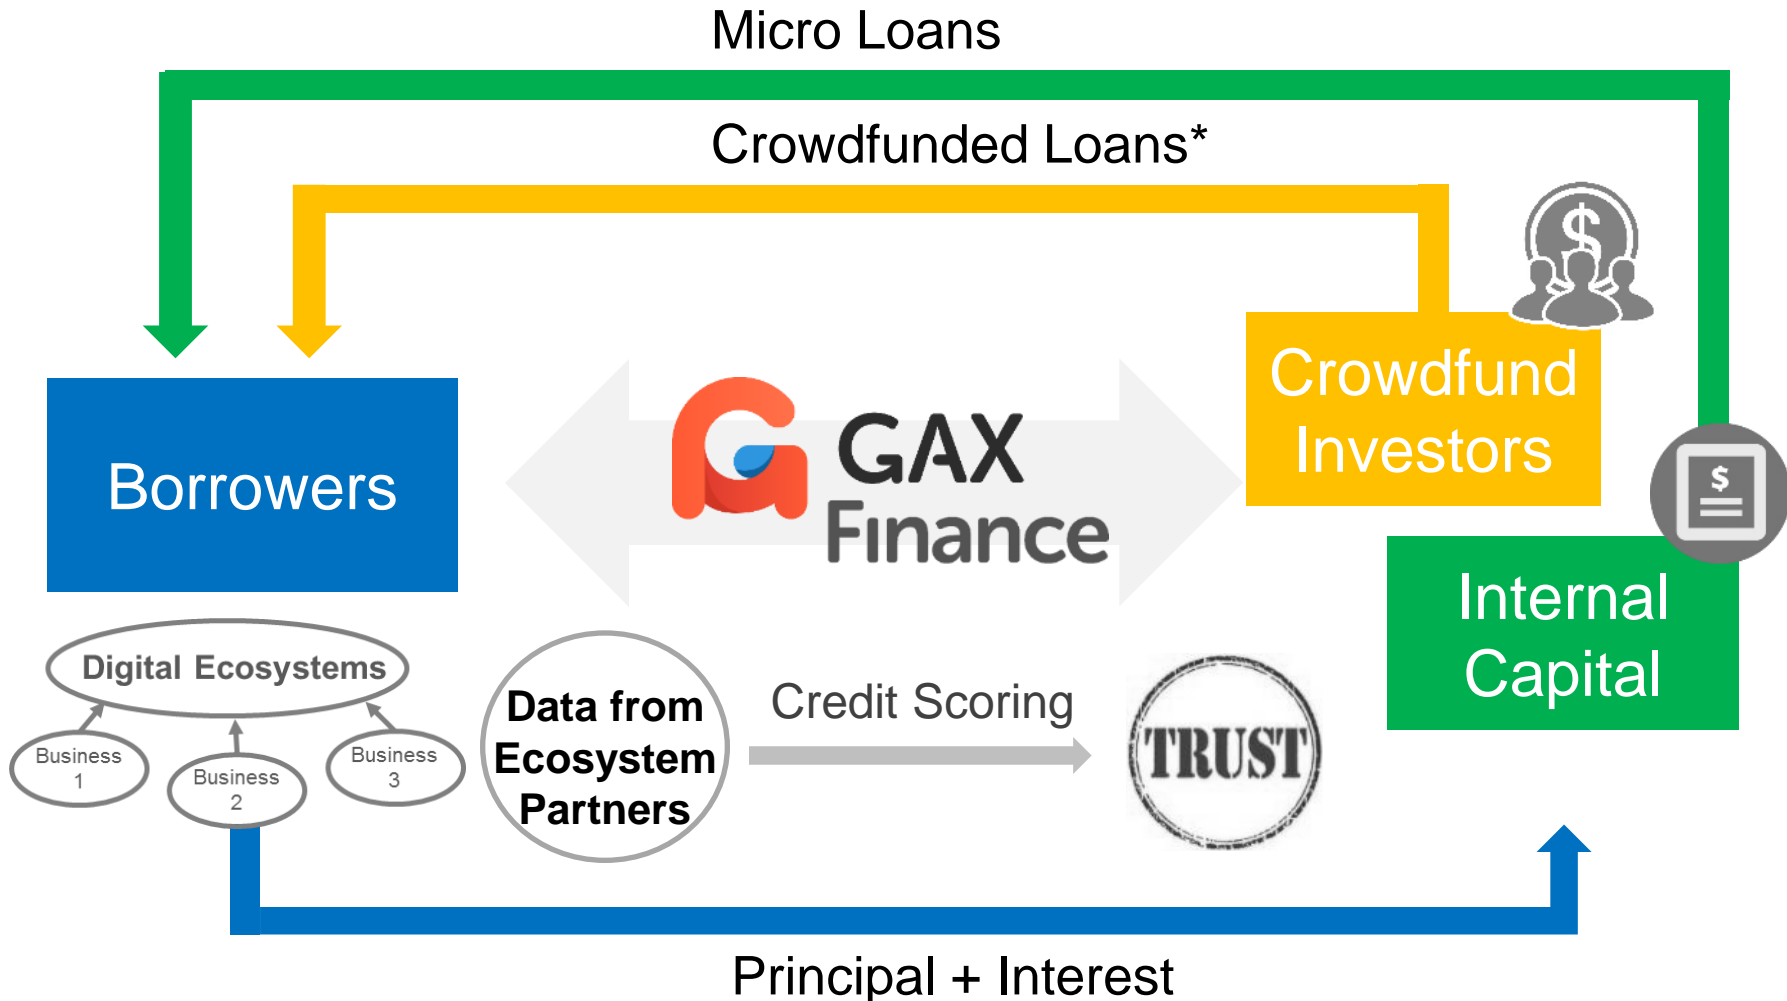 Micro Loans
Crowdfunded Loans*
Crowdfund
Investors
Borrowers
GAX
Finance
$
$
Internal
Capital
Digital Ecosystems
Business
1
Business
2
Business
3
Data from
Ecosystem
Partners
Credit Scoring
TRUST
Principal + Interest